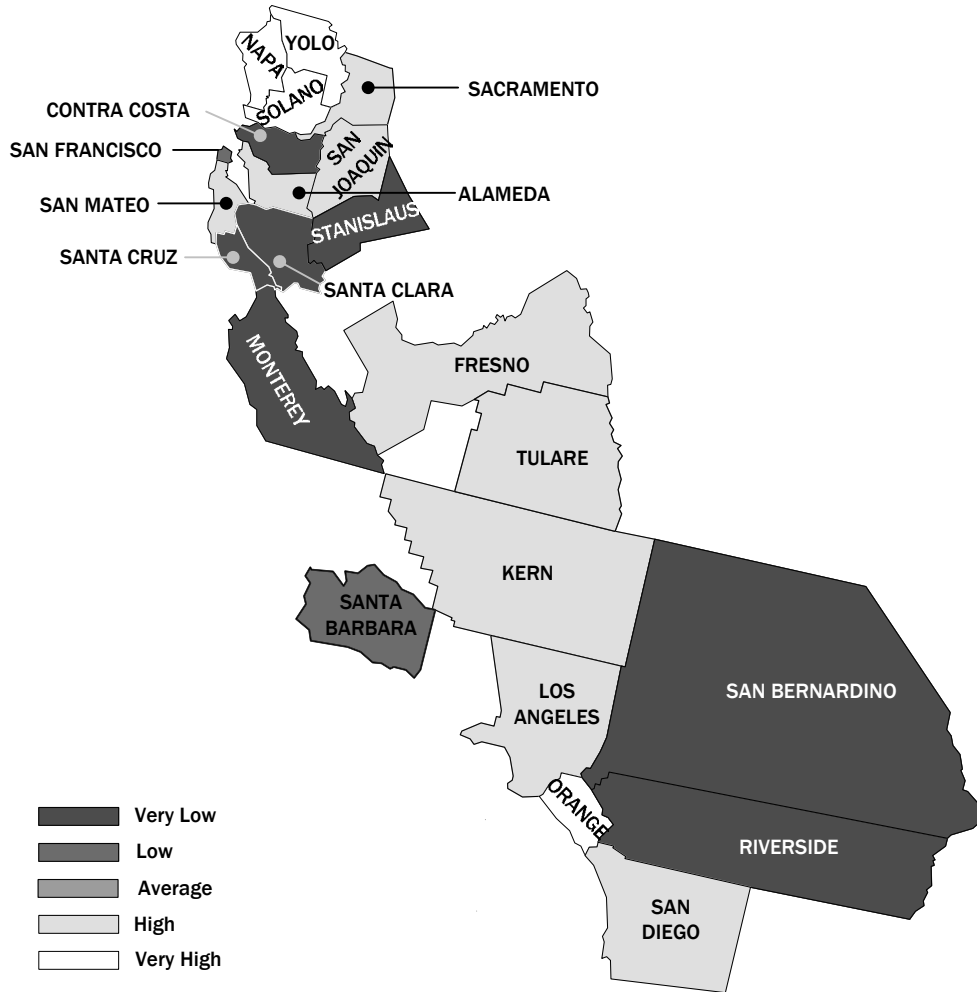 YOLO
NAPA
SOLANO
SACRAMENTO
CONTRA COSTA
SAN FRANCISCO
SAN
JOAQUIN
ALAMEDA
SAN MATEO
STANISLAUS
SANTA CRUZ
SANTA CLARA
MONTEREY
FRESNO
TULARE
KERN
SANTA
BARBARA
SAN BERNARDINO
LOS
ANGELES
ORANGE
RIVERSIDE
SAN
DIEGO
Very Low
Low
Average
High
Very High